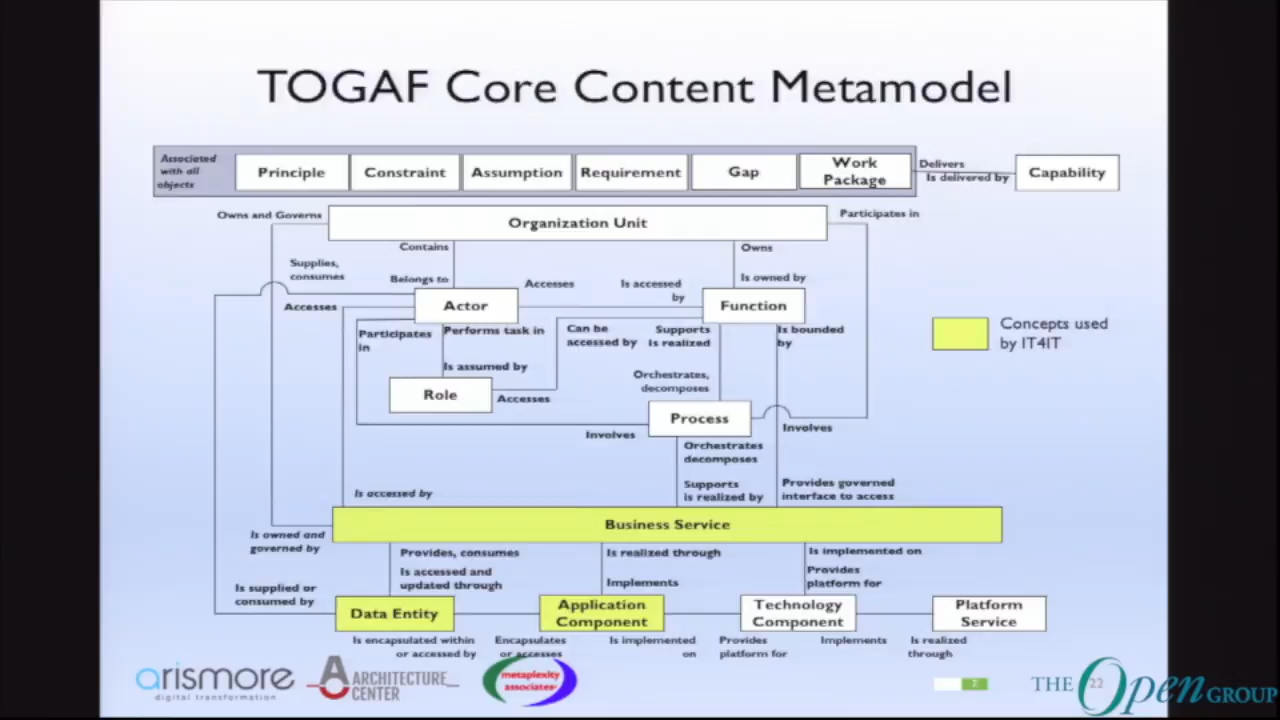 TOGAF Core Content Metamodel
Associated
with all
objects
Principle
Constraint
Assumption
Requirement
Gap
Work
Package
Delivers
Is delivered by
Capability
Owns and Governs
Organization Unit
Participates in
Contains
Owns
Supplies,
consumes
Belongs to
Accesses
Is accessed
by
Is owned by
Accesses
Actor
Function
Participates
in
Performs task in
Can be
accessed by
Supports
Is realized
Is bounded
by
Concepts used
by IT4IT
Is assumed by
Orchestrates,
decomposes
Role
Accesses
Process
Involves
Involves
Orchestrates
decomposes
Supports
is realized by
Provides governed
interface to access
Is accessed by
Business Service
Is owned and
governed by
Provides, consumes
Is realized through
Is implemented on
Is accessed and
updated through
Implements
Provides
platform for
Is supplied or
consumed by
Data Entity
Application
Component
Technology
Component
Platform
Service
Is encapsulated within
or accessed by
Encapsulates
or accesses
Is implemented
on
Provides
platform for
Implements
Is realized
through
arismore
digital transformation
ARCHITECTURE
CENTER
metaplexity
associates
2
22
THE Open GROUP